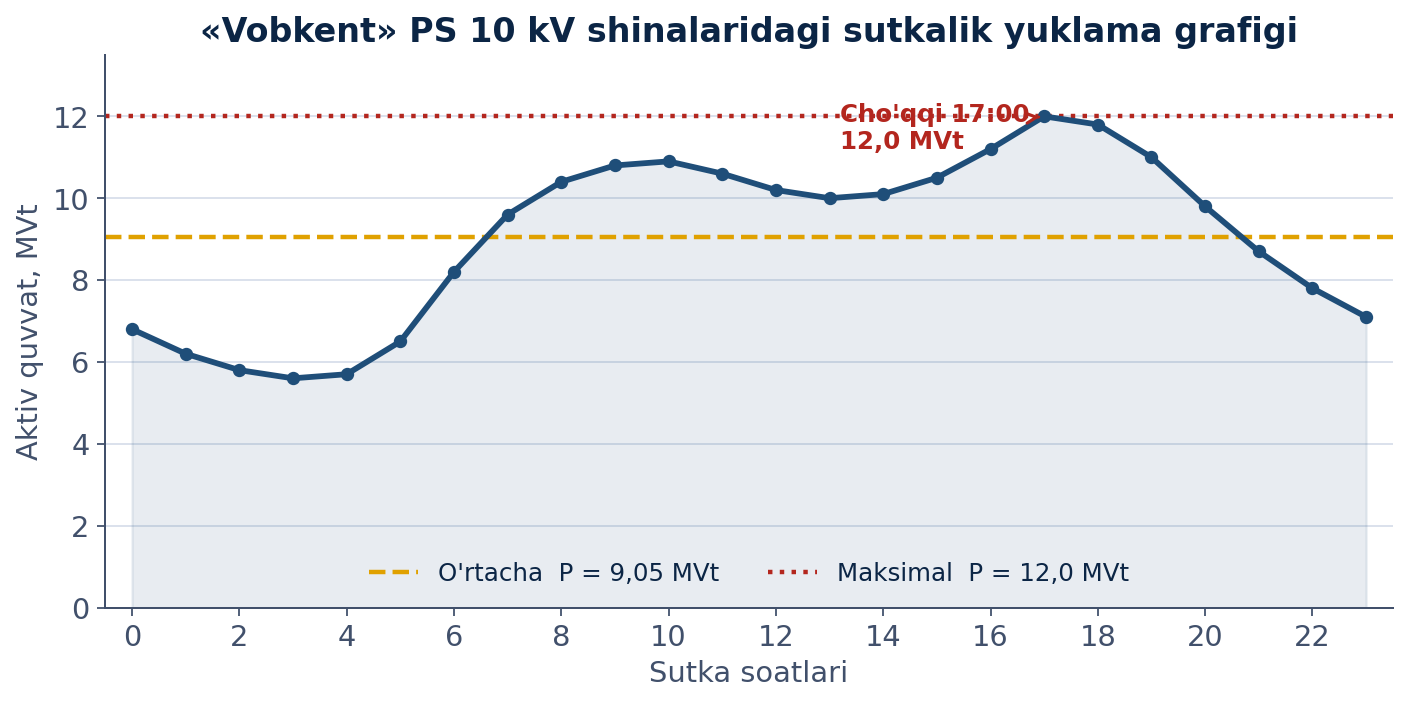 «Vobkent» PS 10 kV shinalaridagi sutkalik yuklama grafigi
Aktiv quvvat, MVt
12
10
8
6
4
2
0
Cho'qqi 17:00
12,0 MVt
O'rtacha P = 9,05 MVt
Maksimal P = 12,0 MVt
0 2 4 6 8 10 12 14 16 18 20 22
Sutka soatlari